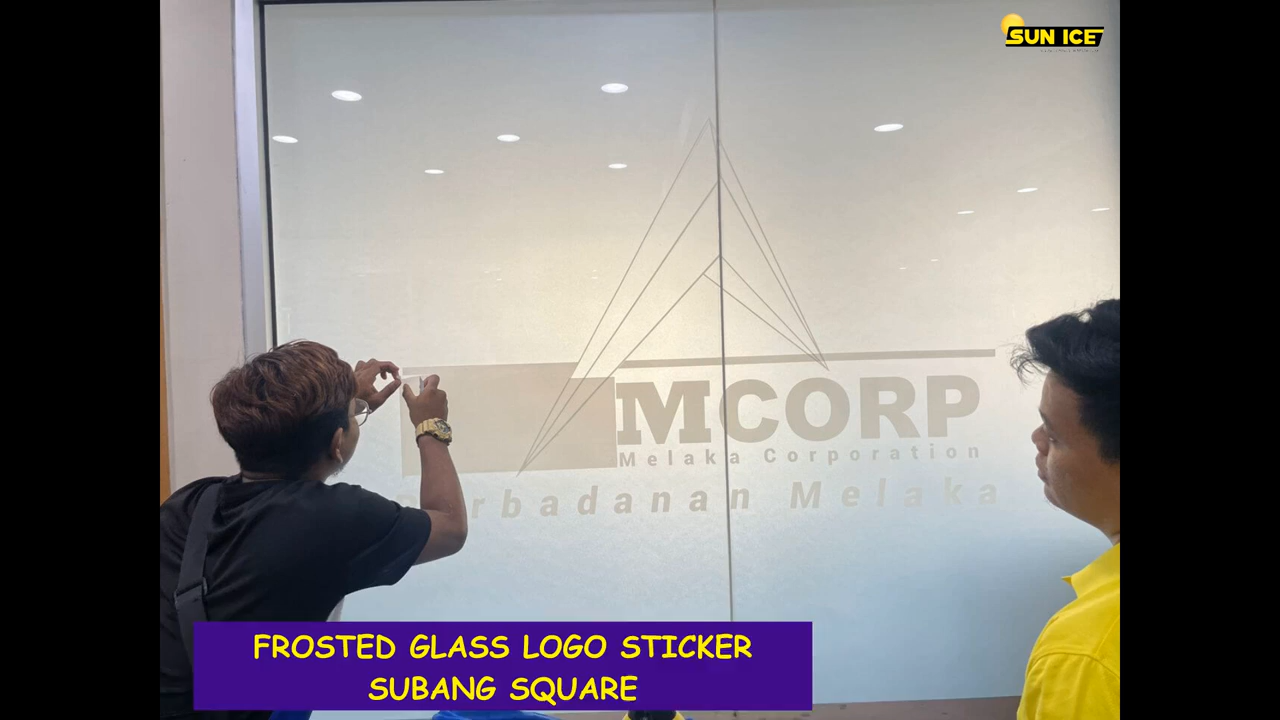 SUN ICE
MCORP
Melaka Corporation
rbadanan Melaka
FROSTED GLASS LOGO STICKER
SUBANG SQUARE